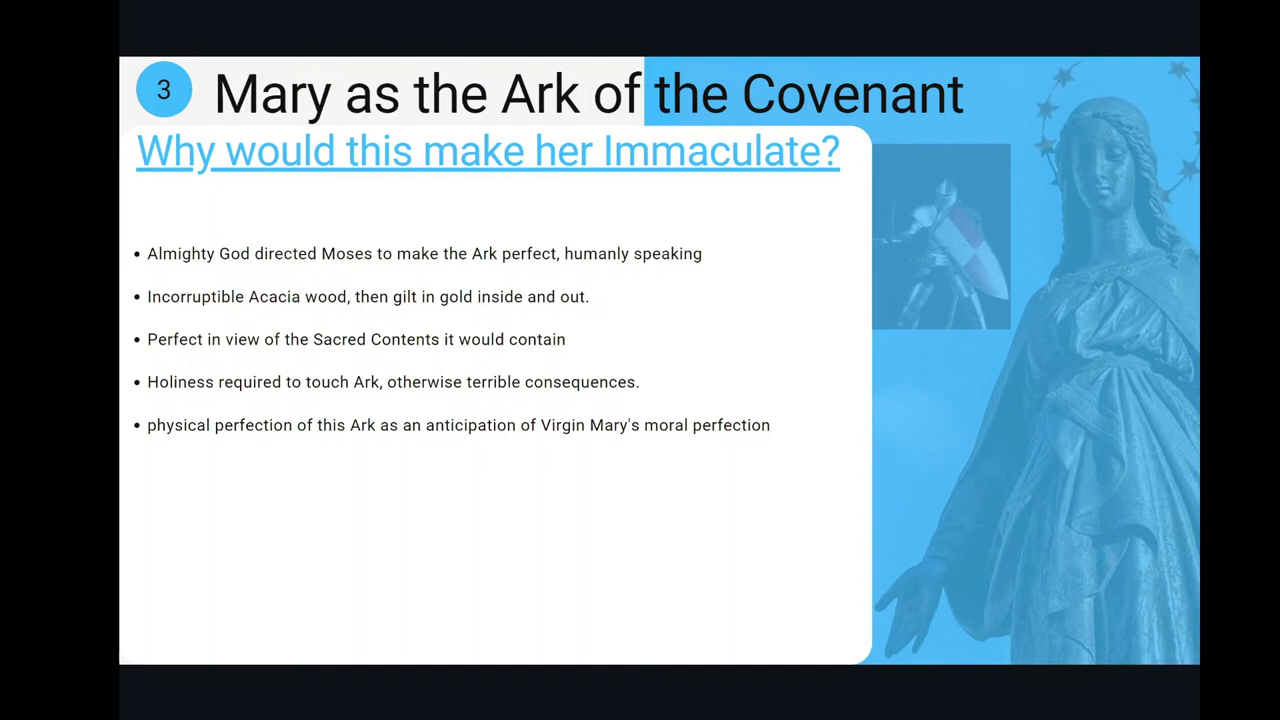 3
Mary as the Ark of the Covenant
Why would this make her Immaculate?
• Almighty God directed Moses to make the Ark perfect, humanly speaking
• Incorruptible Acacia wood, then gilt in gold inside and out.
• Perfect in view of the Sacred Contents it would contain
• Holiness required to touch Ark, otherwise terrible consequences.
• physical perfection of this Ark as an anticipation of Virgin Mary's moral perfection